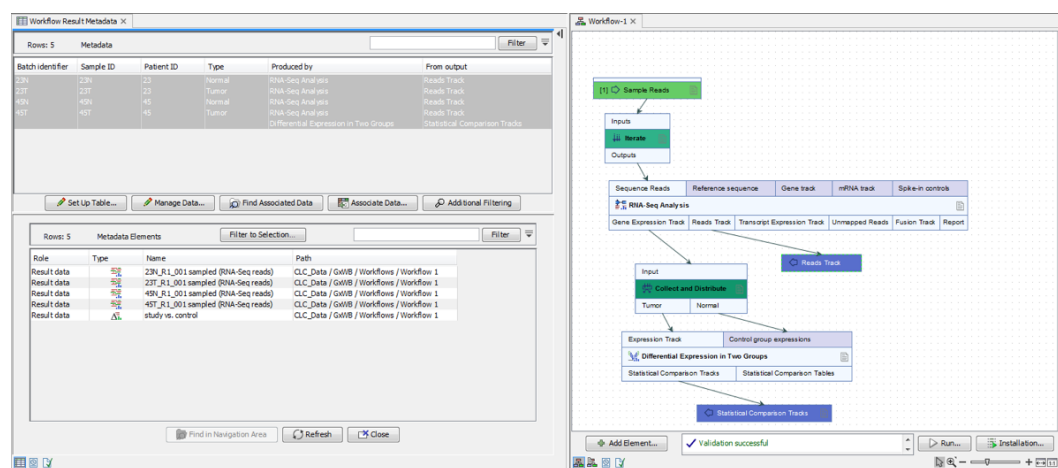 Workflow Result Metadata
Rows: 5 Metadata Filter
Batch identifier Sample ID Patient ID Type Produced by From output
23N 23N 23 Normal RNA-Seq Analysis Reads Track
23T 23T 23 Tumor RNA-Seq Analysis Reads Track
45N 45N 45 Normal RNA-Seq Analysis Reads Track
45T 45T 45 Tumor RNA-Seq Analysis Reads Track
Differential Expression in Two Groups Statistical Comparison Tracks
Set Up Table... Manage Data... Find Associated Data Associate Data... Additional Filtering
Rows: 5 Metadata Elements Filter to Selection... Filter
Role Type Name Path
Result data 23N_R1_001 sampled (RNA-Seq reads) CLC_Data / GxWB / Workflows / Workflow 1
Result data 23T_R1_001 sampled (RNA-Seq reads) CLC_Data / GxWB / Workflows / Workflow 1
Result data 45N_R1_001 sampled (RNA-Seq reads) CLC_Data / GxWB / Workflows / Workflow 1
Result data 45T_R1_001 sampled (RNA-Seq reads) CLC_Data / GxWB / Workflows / Workflow 1
Result data study vs. control CLC_Data / GxWB / Workflows / Workflow 1
Find in Navigation Area Refresh Close
Workflow-1
[1] Sample Reads
Inputs
Iterate
Outputs
Sequence Reads Reference sequence Gene track mRNA track Spike-in controls
RNA-Seq Analysis
Gene Expression Track Reads Track Transcript Expression Track Unmapped Reads Fusion Track Report
Reads Track
Input
Collect and Distribute
Tumor Normal
Expression Track Control group expressions
Differential Expression in Two Groups
Statistical Comparison Tracks Statistical Comparison Tables
Statistical Comparison Tracks
Add Element... Validation successful Run... Installation...